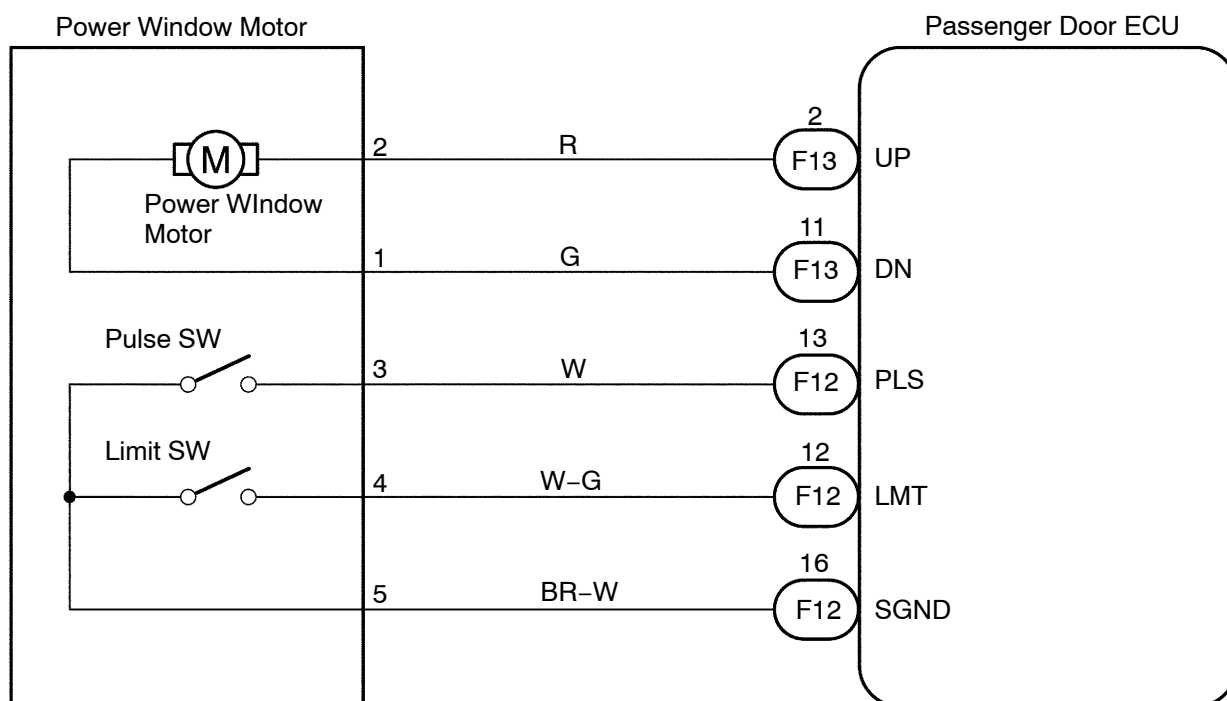 Power Window Motor
Passenger Door ECU
M
Power WIndow
Motor
2
R
2
F13
UP
1
G
11
F13
DN
Pulse SW
3
W
13
F12
PLS
Limit SW
4
W–G
12
F12
LMT
5
BR–W
16
F12
SGND